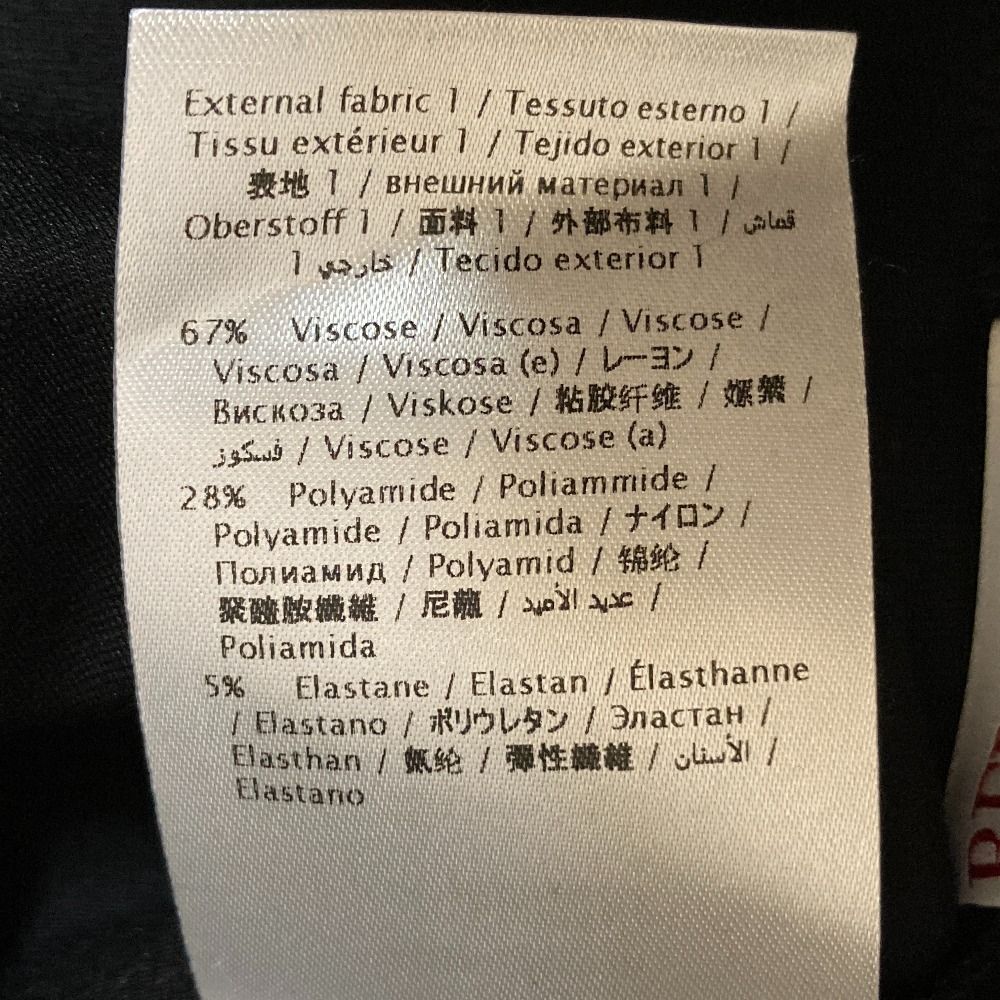 External fabric 1 / Tessuto esterno 1 /
Tissu extérieur 1 / Tejido exterior 1 /
表地 1 / внешний материал 1 /
Oberstoff 1 / 面料 1 / 外部布料 1 / قماش
خارجي 1 / Tecido exterior 1
67% Viscose / Viscosa / Viscose /
Viscosa / Viscosa (e) / レーヨン /
Вискоза / Viskose / 粘胶纤维 / 嫘縈 /
فسكوز / Viscose / Viscose (a)
28% Polyamide / Poliammide /
Polyamide / Poliamida / ナイロン /
Полиамид / Polyamid / 锦纶 /
聚醯胺纖維 / 尼龍 / عديد الأميد /
Poliamida
5% Elastane / Elastan / Élasthanne
/ Elastano / ポリウレタン / Эластан /
Elasthan / 氨纶 / 彈性纖維 / الأستان /
Elastano